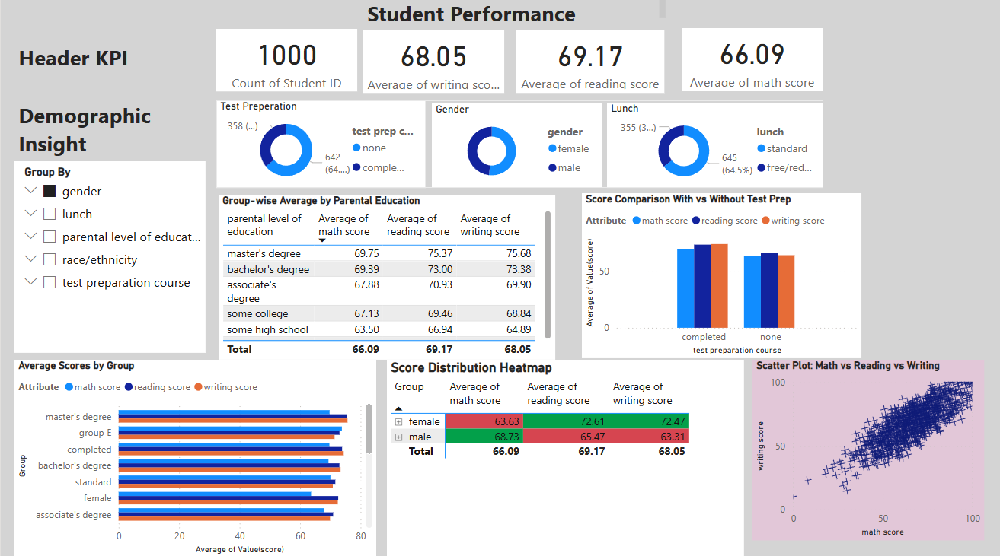 Student Performance
Header KPI
1000
Count of Student ID
68.05
Average of writing sco...
69.17
Average of reading score
66.09
Average of math score
Demographic
Insight
Test Preperation
358 (...)
642
(64....)
test prep c...
none
comple...
Gender
gender
female
male
Lunch
355 (3...)
645
(64.5%)
lunch
standard
free/red...
Group By
gender
lunch
parental level of educat...
race/ethnicity
test preparation course
Group-wise Average by Parental Education
parental level of education Average of math score Average of reading score Average of writing score
master's degree 69.75 75.37 75.68
bachelor's degree 69.39 73.00 73.38
associate's degree 67.88 70.93 69.90
some college 67.13 69.46 68.84
some high school 63.50 66.94 64.89
Total 66.09 69.17 68.05
Score Comparison With vs Without Test Prep
Attribute math score reading score writing score
Average of Value(score)
50
0
completed none
test preparation course
Average Scores by Group
Attribute math score reading score writing score
Group
master's degree
group E
completed
bachelor's degree
standard
female
associate's degree
0 20 40 60 80
Average of Value(score)
Score Distribution Heatmap
Group Average of math score Average of reading score Average of writing score
female 63.63 72.61 72.47
male 68.73 65.47 63.31
Total 66.09 69.17 68.05
Scatter Plot: Math vs Reading vs Writing
writing score
100
50
0
0 50 100
math score